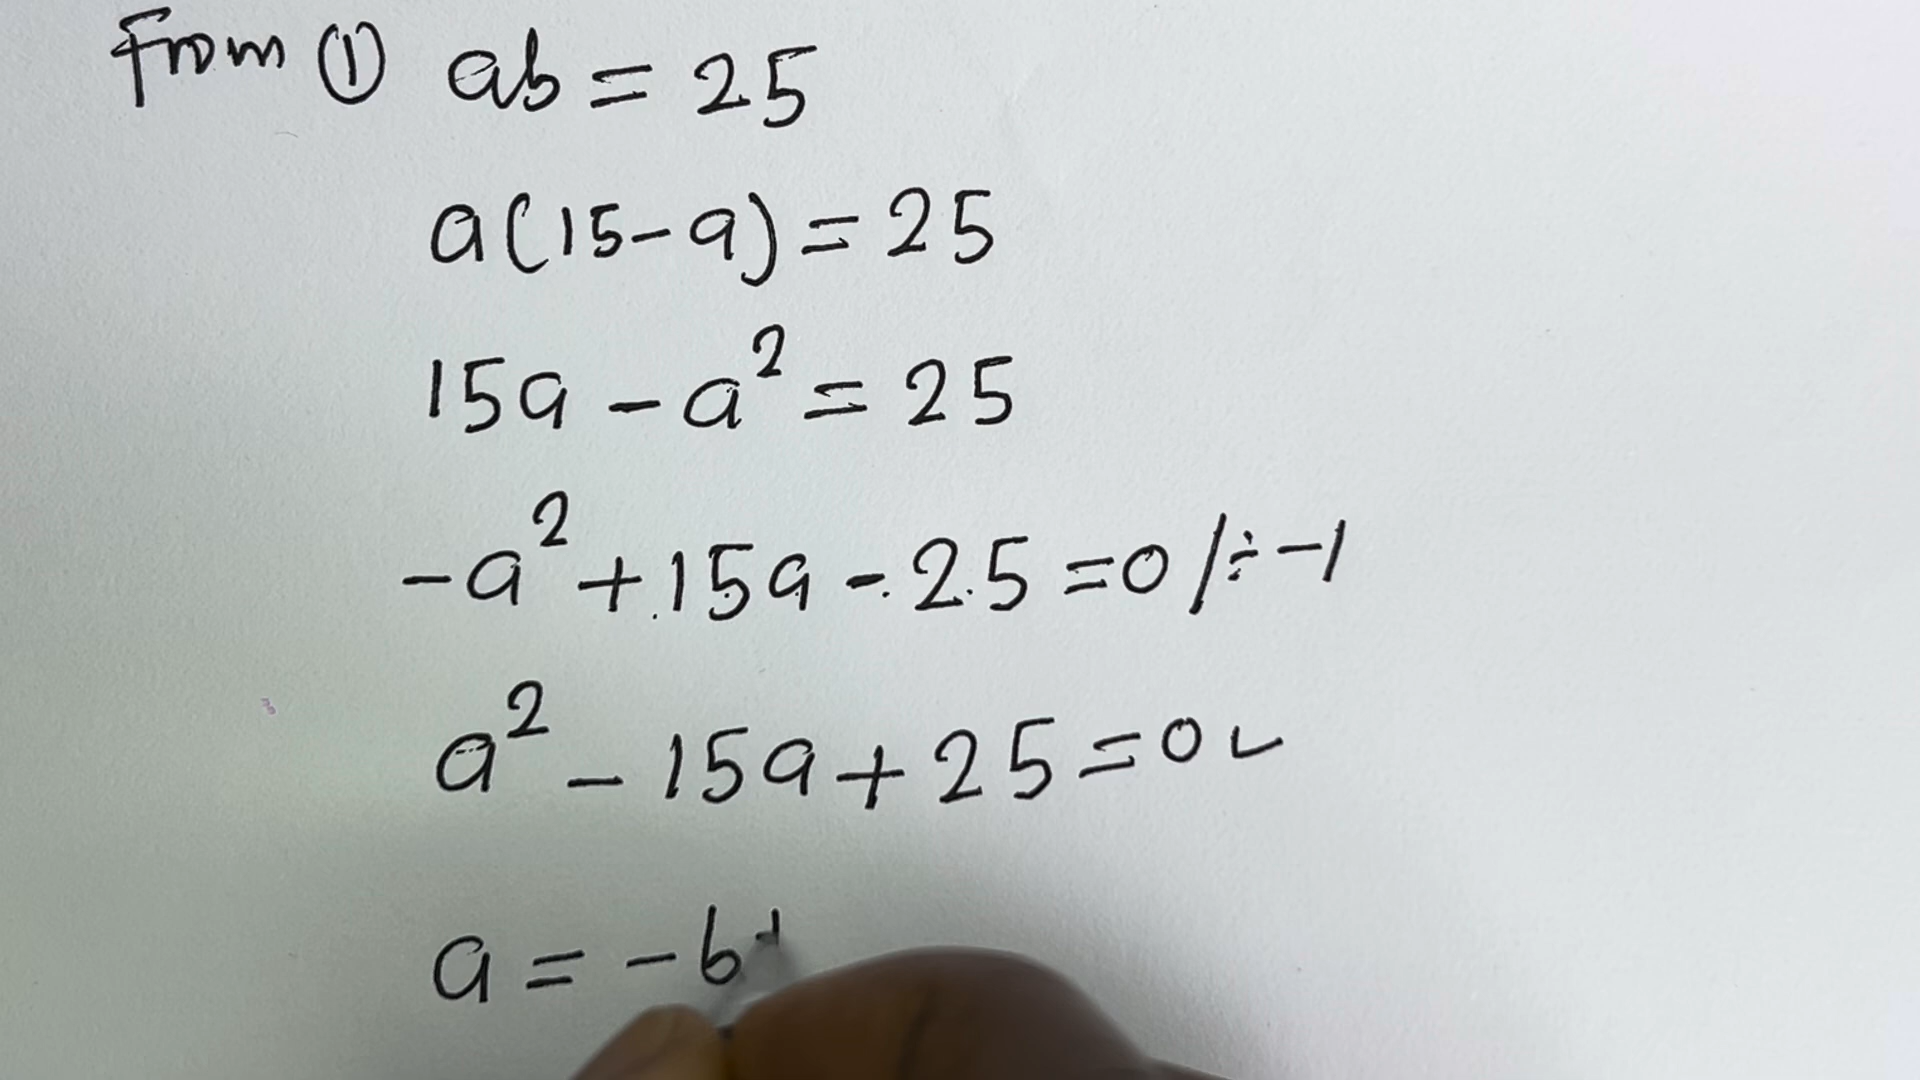 From ① ab = 25
a(15-a) = 25
15a - a² = 25
-a² + 15a - 25 = 0 / ÷ -1
a² - 15a + 25 = 0
a = -b